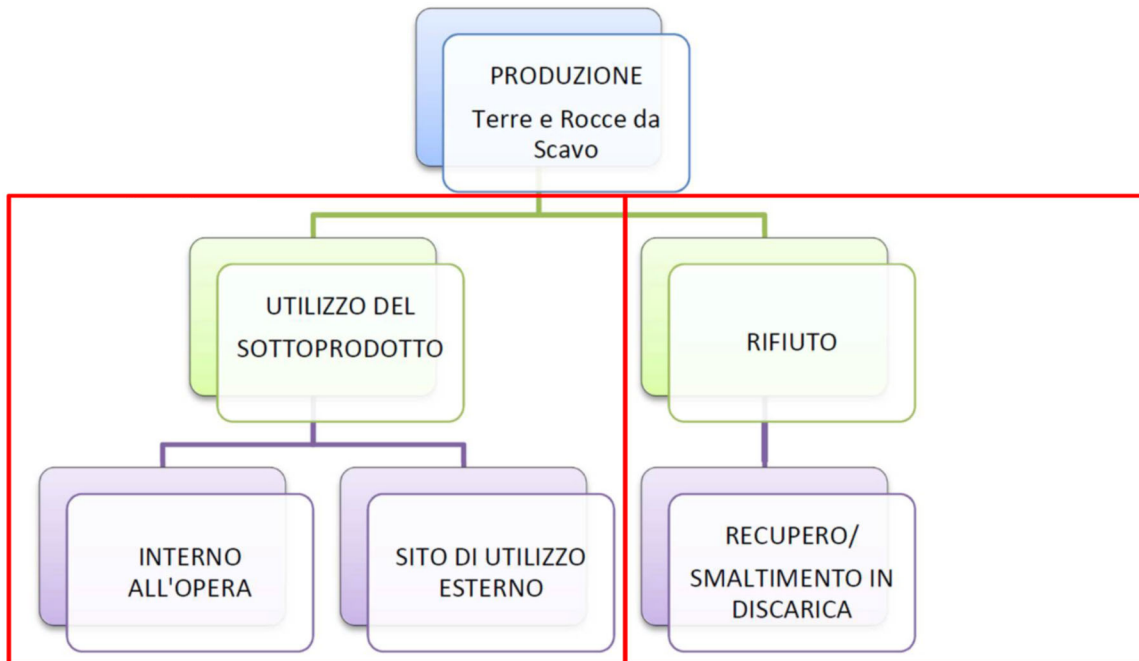 PRODUZIONE
Terre e Rocce da
Scavo
UTILIZZO DEL
SOTTOPRODOTTO
RIFIUTO
INTERNO
ALL'OPERA
SITO DI UTILIZZO
ESTERNO
RECUPERO/
SMALTIMENTO IN
DISCARICA